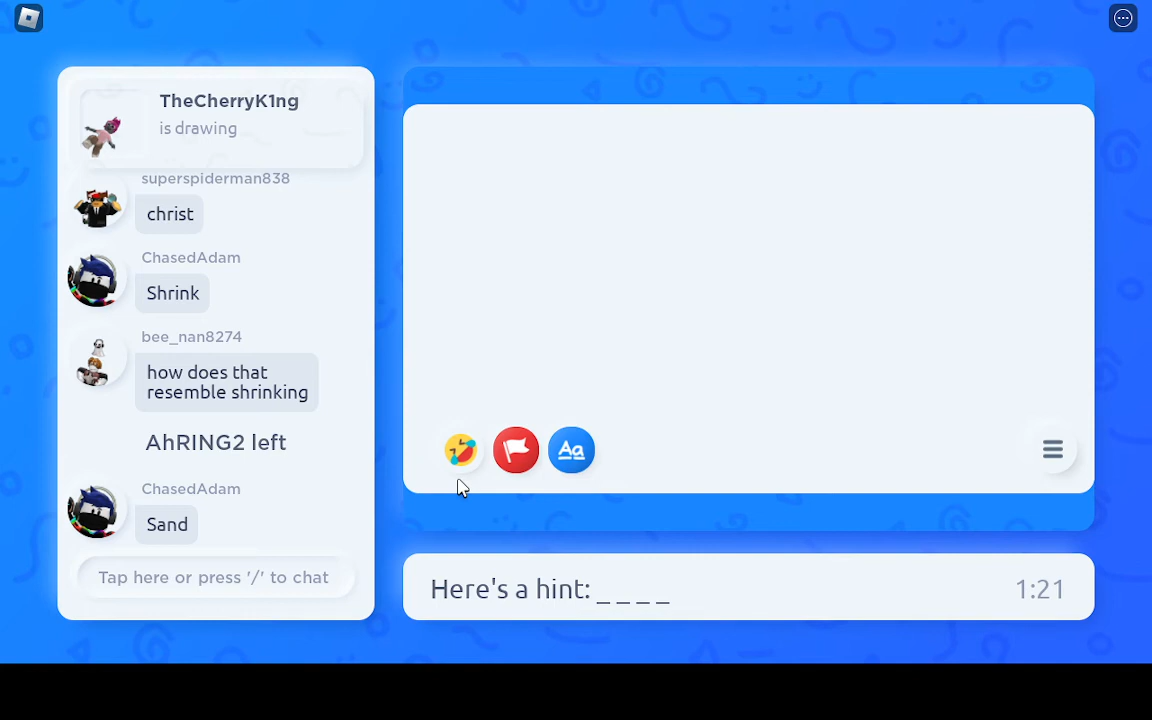 TheCherryK1ng
is drawing
superspiderman838
christ
ChasedAdam
Shrink
bee_nan8274
how does that
resemble shrinking
AhRING2 left
ChasedAdam
Sand
Tap here or press '/' to chat
Aa
Here's a hint: _ _ _ _
1:21